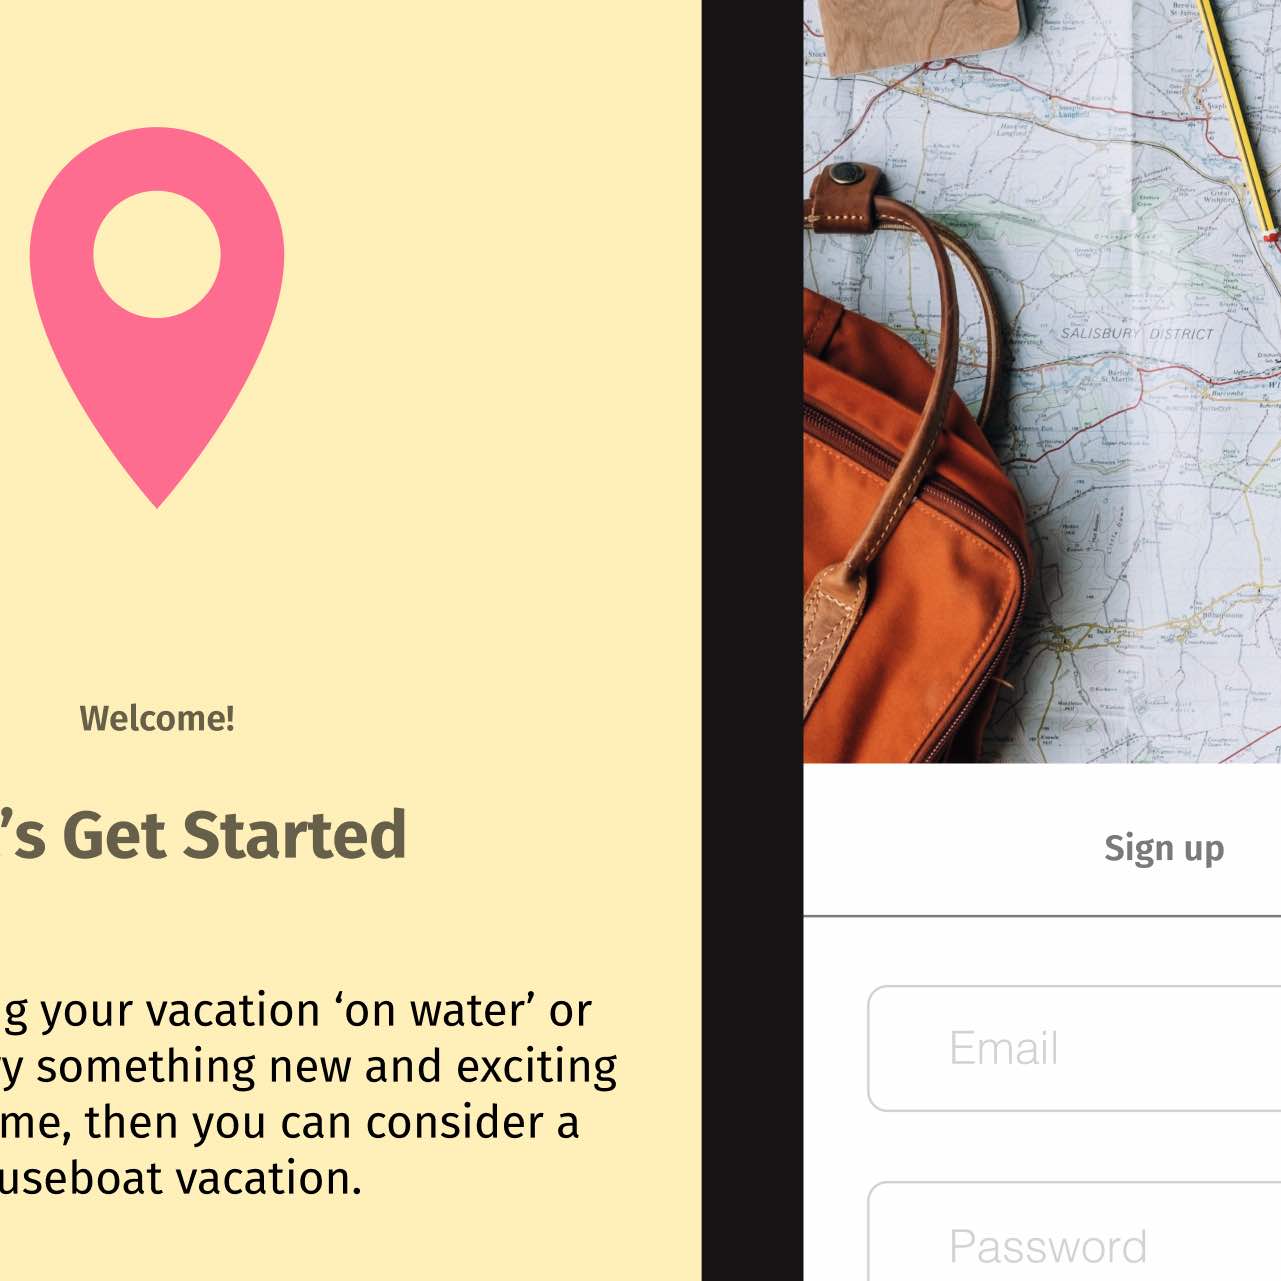 Welcome!
’s Get Started
g your vacation ‘on water’ or
y something new and exciting
me, then you can consider a
useboat vacation.
SALISBURY DISTRICT
Sign up
Email
Password